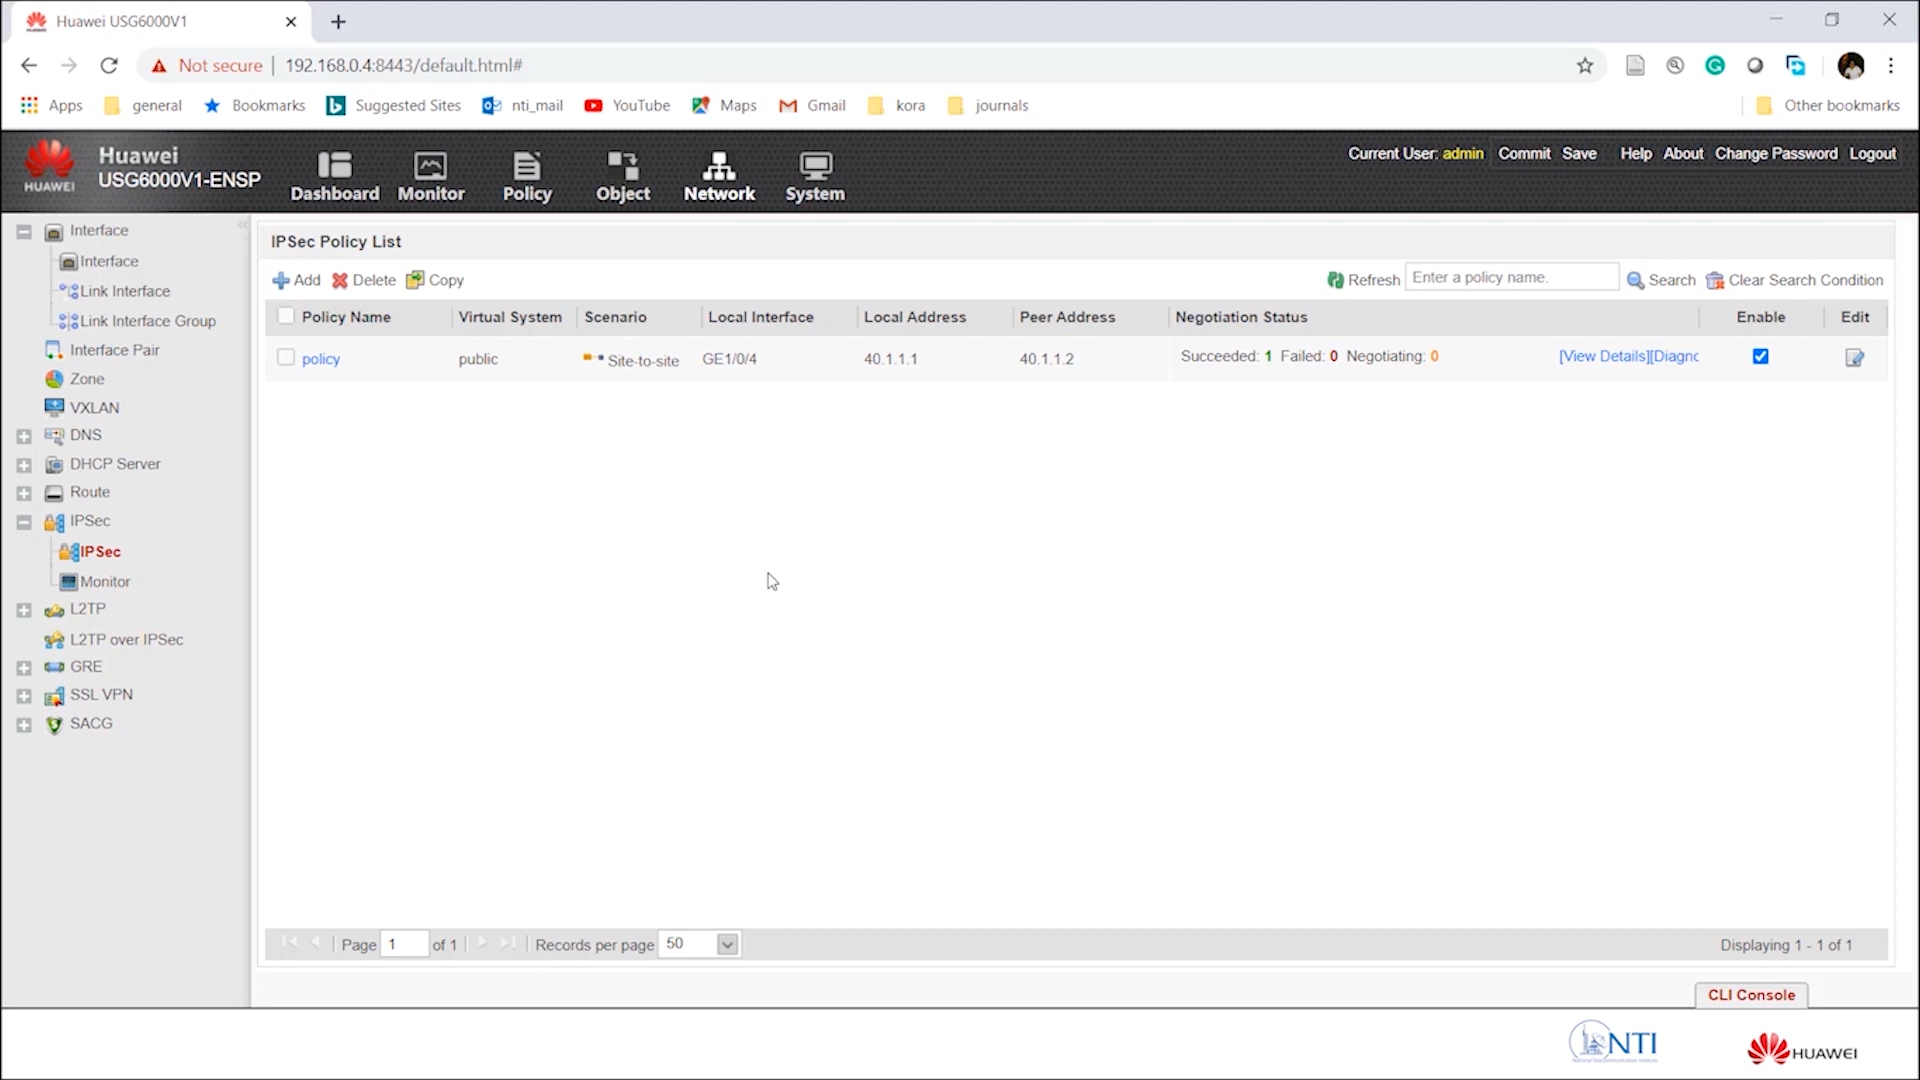 Huawei USG6000V1
Not secure | 192.168.0.4:8443/default.html#
Apps general Bookmarks Suggested Sites nti_mail YouTube Maps Gmail kora journals Other bookmarks
HUAWEI
Huawei
USG6000V1-ENSP
Dashboard Monitor Policy Object Network System
Current User: admin Commit Save Help About Change Password Logout
Interface
Interface
Link Interface
Link Interface Group
Interface Pair
Zone
VXLAN
DNS
DHCP Server
Route
IPSec
IPSec
Monitor
L2TP
L2TP over IPSec
GRE
SSL VPN
SACG
IPSec Policy List
Add Delete Copy Refresh Enter a policy name. Search Clear Search Condition
Policy Name Virtual System Scenario Local Interface Local Address Peer Address Negotiation Status Enable Edit
policy public Site-to-site GE1/0/4 40.1.1.1 40.1.1.2 Succeeded: 1 Failed: 0 Negotiating: 0 [View Details][Diagno
Page 1 of 1 Records per page 50 Displaying 1 - 1 of 1
CLI Console
NTI
HUAWEI